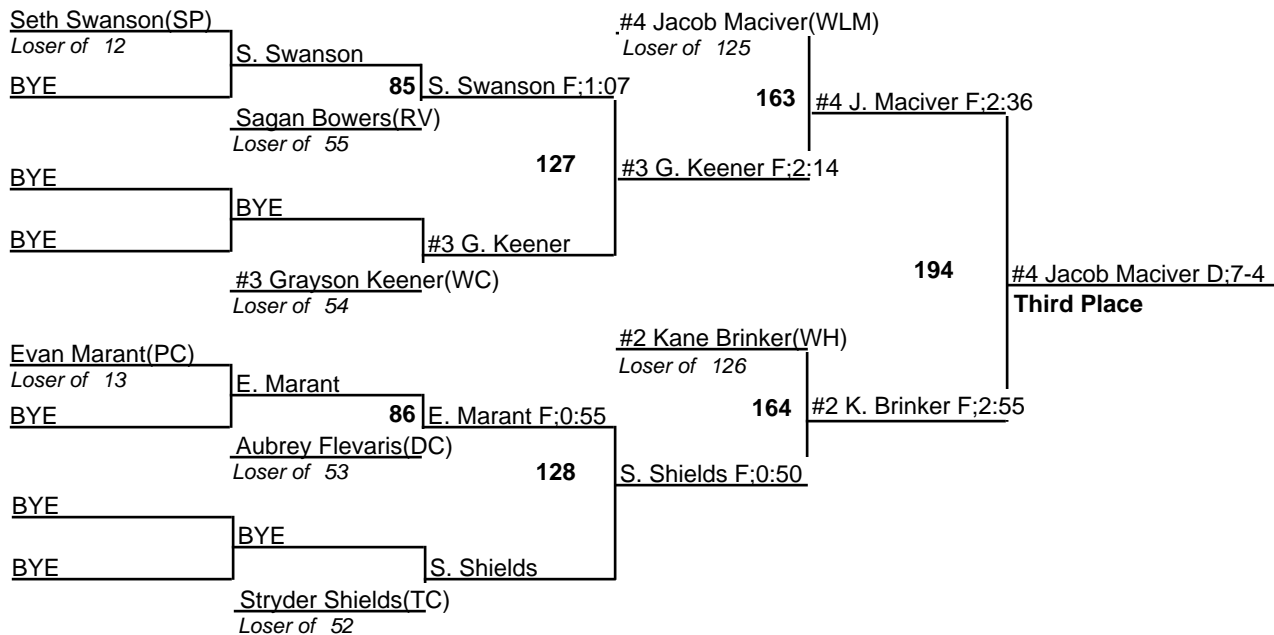 Seth Swanson(SP)
Loser of 12
S. Swanson
BYE
85
S. Swanson F;1:07
Sagan Bowers(RV)
Loser of 55
127
BYE
BYE
BYE
#3 G. Keener
#3 Grayson Keener(WC)
Loser of 54
#4 Jacob Maciver(WLM)
Loser of 125
163
#4 J. Maciver F;2:36
#3 G. Keener F;2:14
194
#4 Jacob Maciver D;7-4
Third Place
Evan Marant(PC)
Loser of 13
E. Marant
BYE
86
E. Marant F;0:55
Aubrey Flevaris(DC)
Loser of 53
128
BYE
BYE
BYE
S. Shields
Stryder Shields(TC)
Loser of 52
#2 Kane Brinker(WH)
Loser of 126
164
#2 K. Brinker F;2:55
S. Shields F;0:50